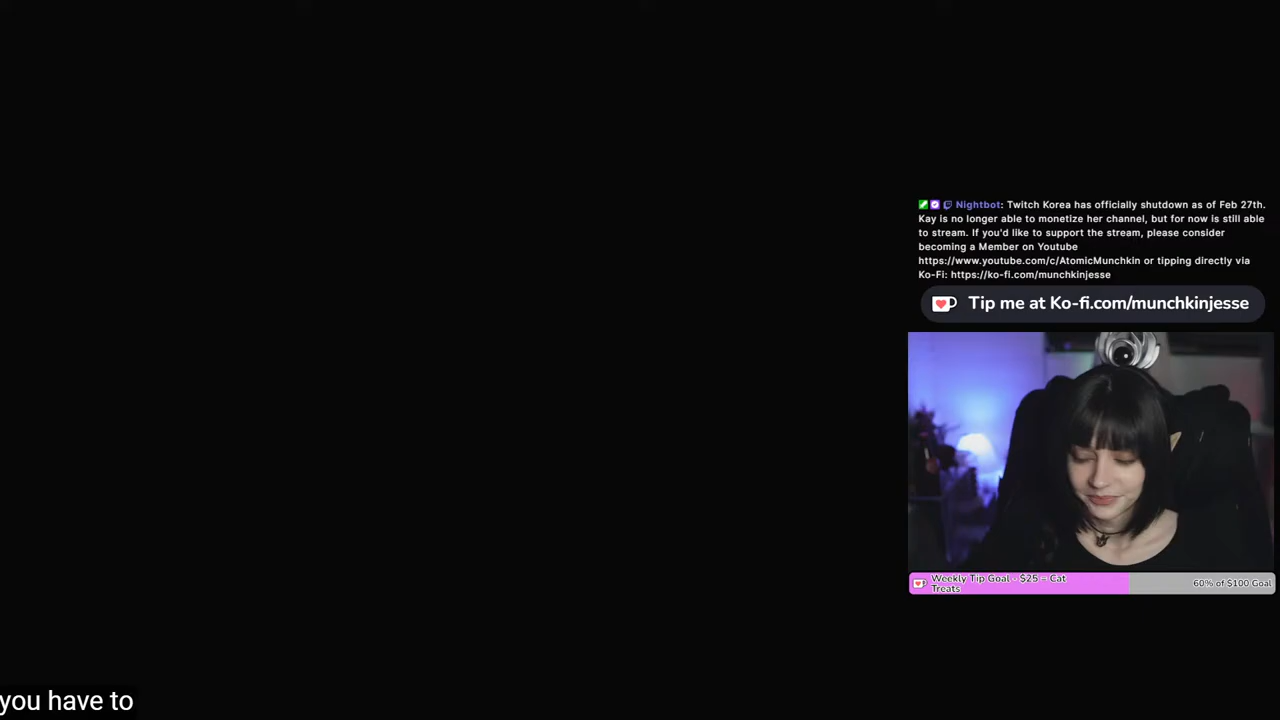 Nightbot: Twitch Korea has officially shutdown as of Feb 27th.
Kay is no longer able to monetize her channel, but for now is still able
to stream. If you'd like to support the stream, please consider
becoming a Member on Youtube
https://www.youtube.com/c/AtomicMunchkin or tipping directly via
Ko-Fi: https://ko-fi.com/munchkinjesse
Tip me at Ko-fi.com/munchkinjesse
Weekly Tip Goal - $25 = Cat
Treats
60% of $100 Goal
you have to